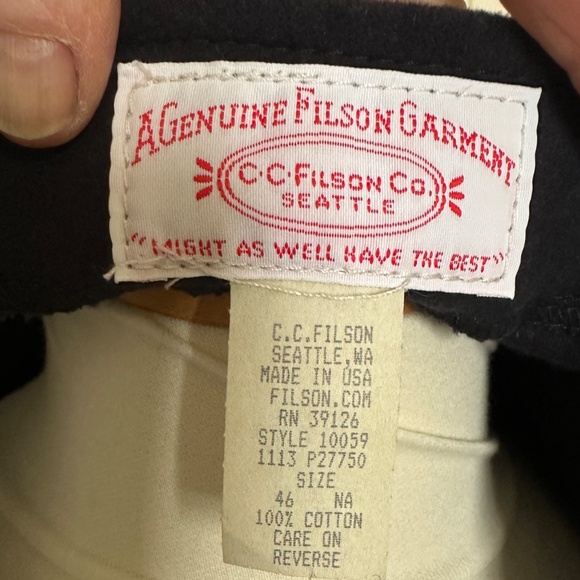 A GENUINE FILSON GARMENT
C·C·FILSON CO.
SEATTLE
"MIGHT AS WELL HAVE THE BEST"
C.C.FILSON
SEATTLE,WA
MADE IN USA
FILSON.COM
RN 39126
STYLE 10059
1113 P27750
SIZE
46 NA
100% COTTON
CARE ON
REVERSE